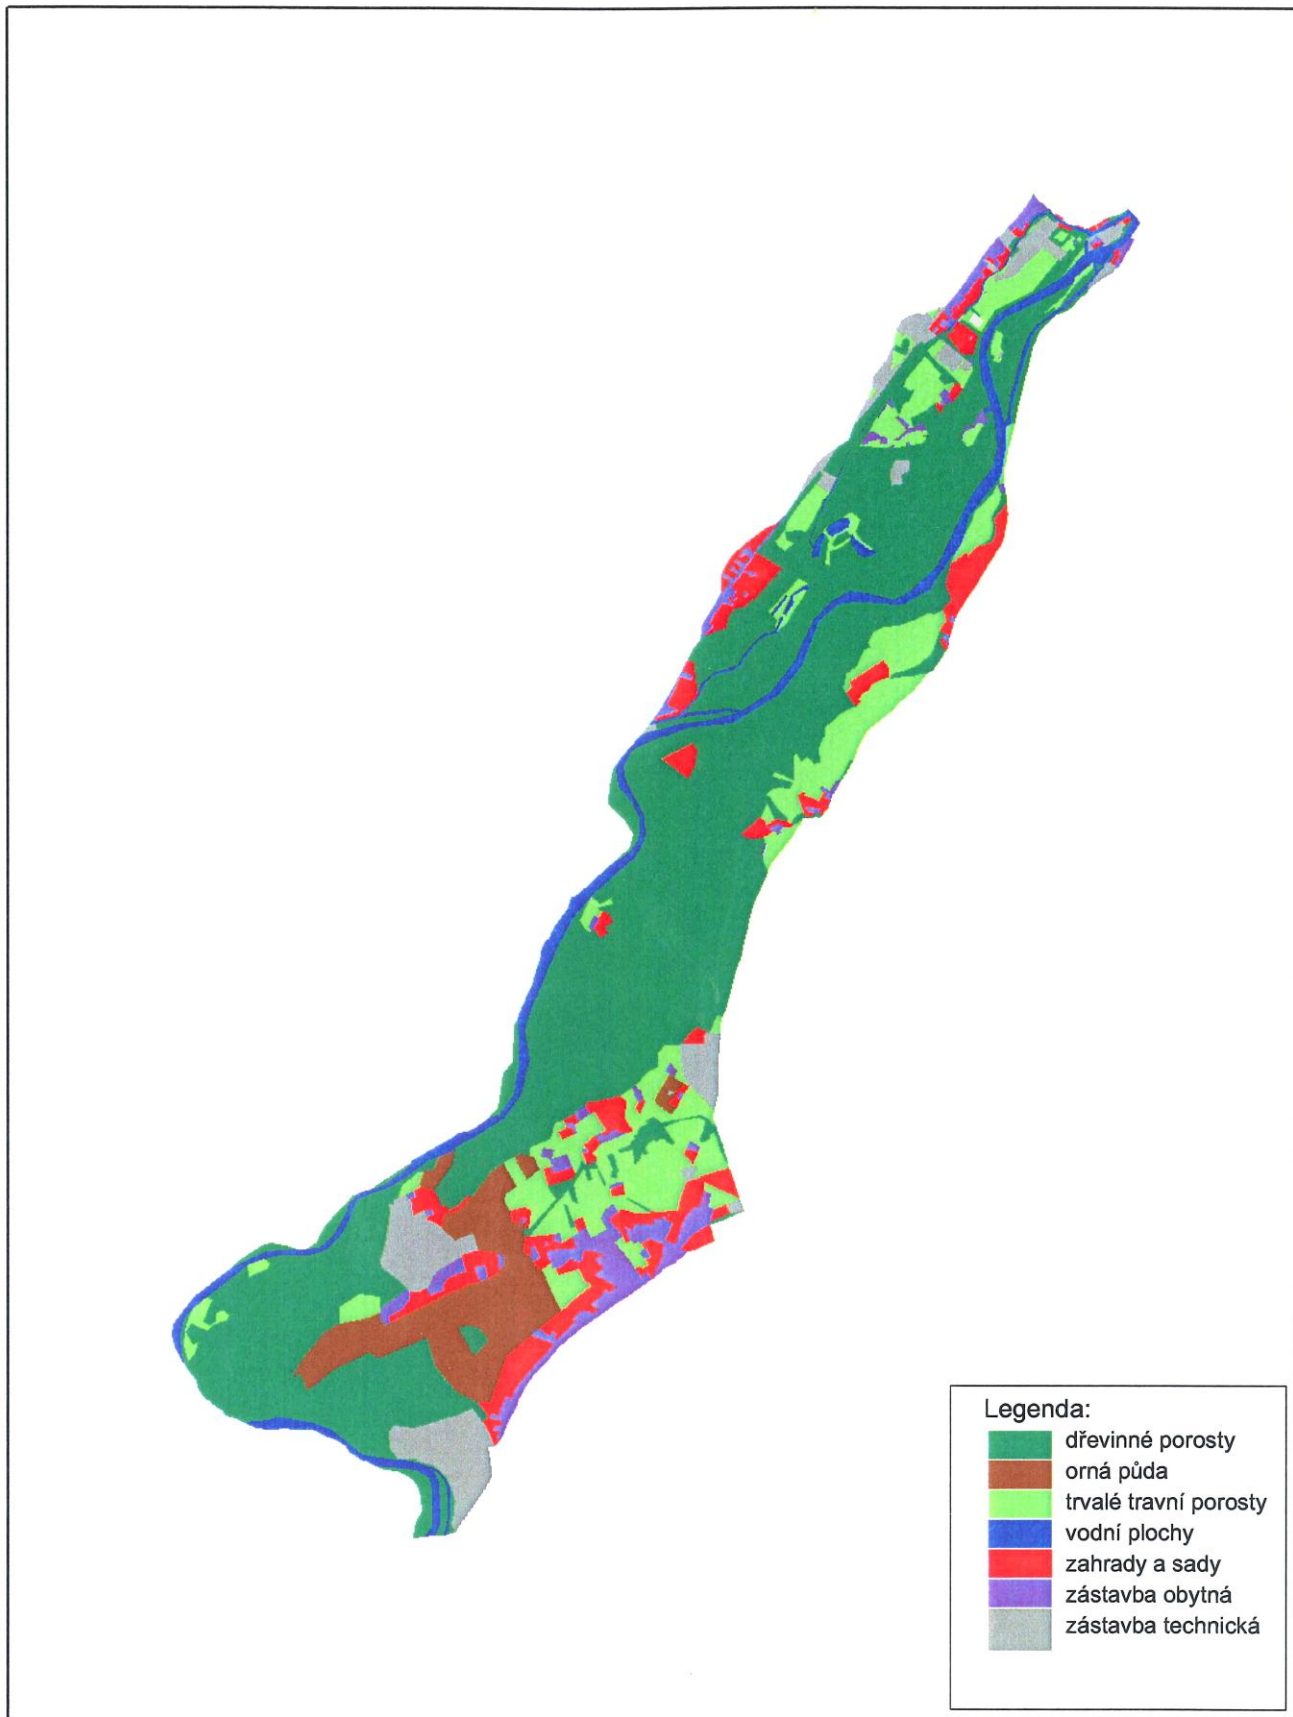 Legenda:
dřevinné porosty
orná půda
trvalé travní porosty
vodní plochy
zahrady a sady
zástavba obytná
zástavba technická